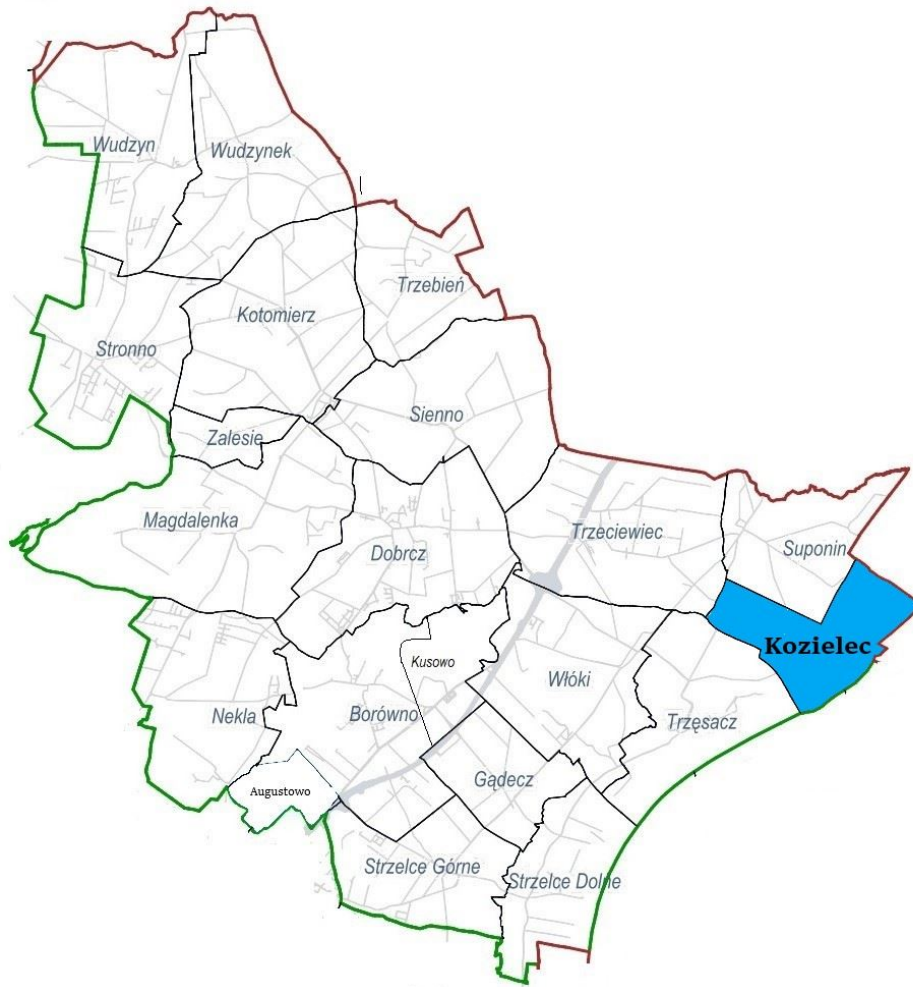 Wudzyn
Wudzynek
Trzebień
Kotomierz
Stronno
Sienno
Zalesie
Magdalenka
Trzeciewiec
Suponin
Dobrcz
Kozielec
Kusowo
Włóki
Nekla
Borówno
Trzęsacz
Gądecz
Augustowo
Strzelce Górne
Strzelce Dolne